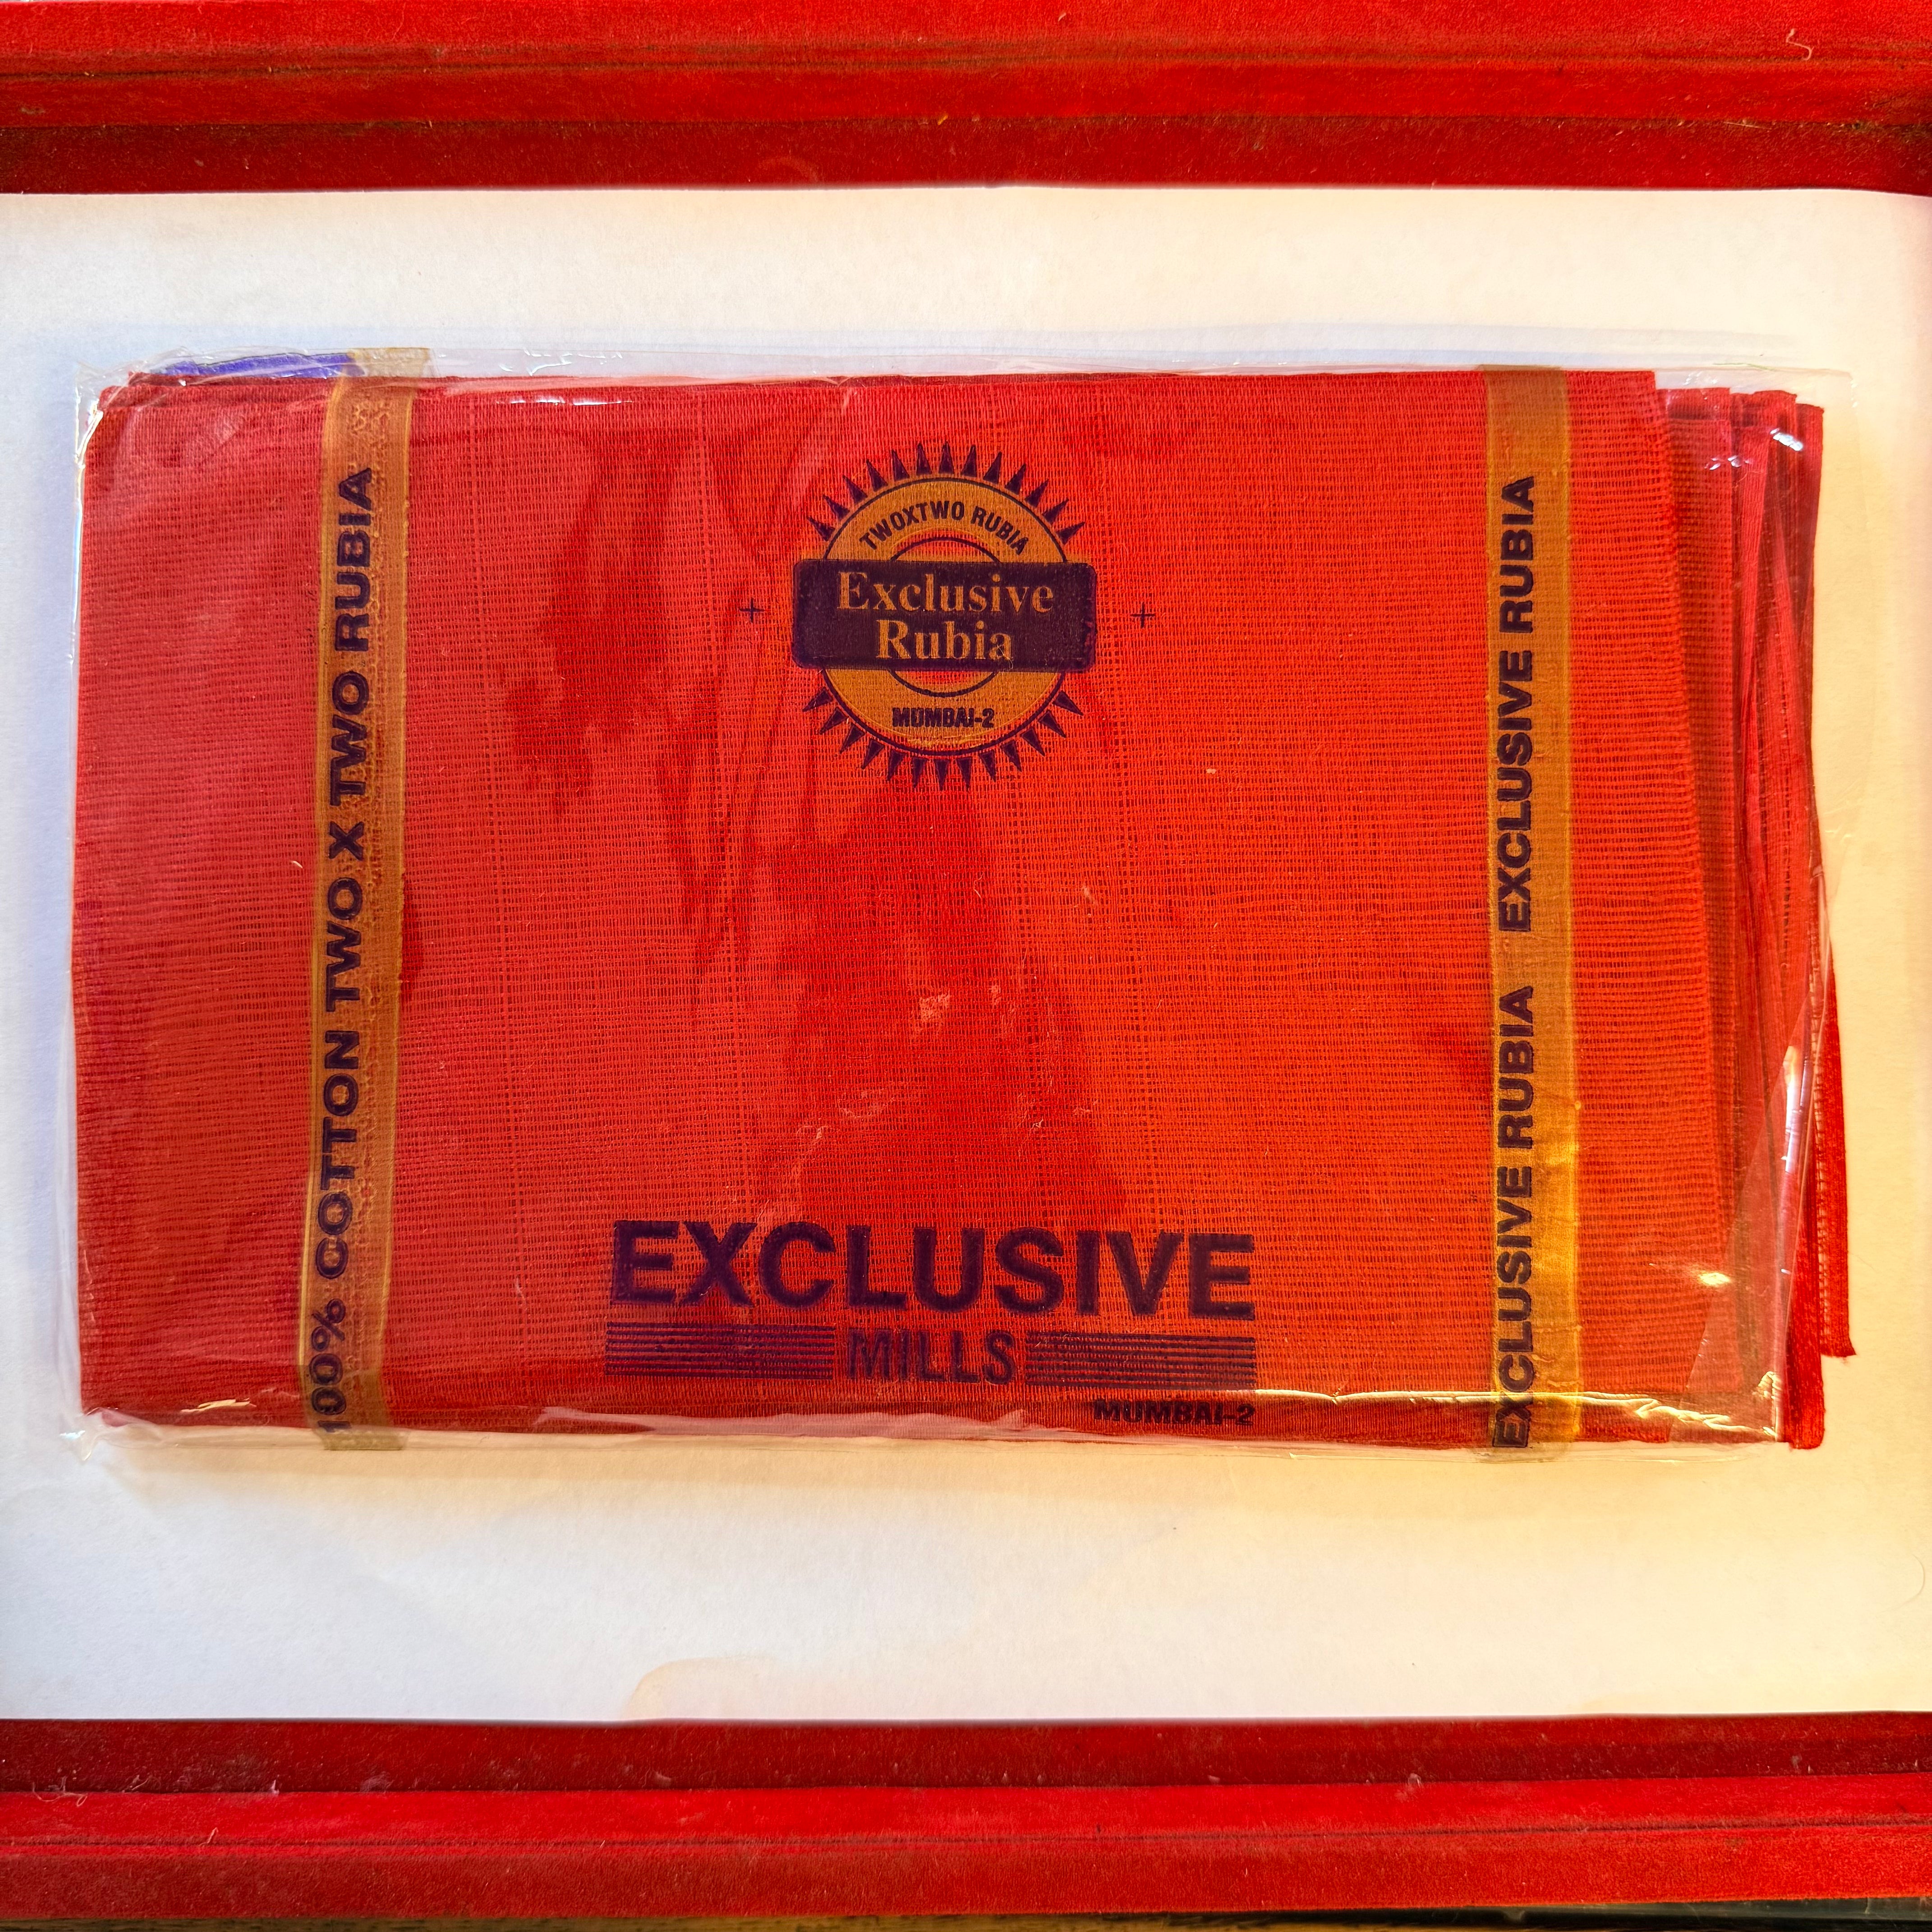 100% COTTON TWO X TWO RUBIA
TWOXTWO RUBIA
Exclusive
Rubia
MUMBAI-2
EXCLUSIVE
MILLS
MUMBAI-2
EXCLUSIVE RUBIA EXCLUSIVE RUBIA